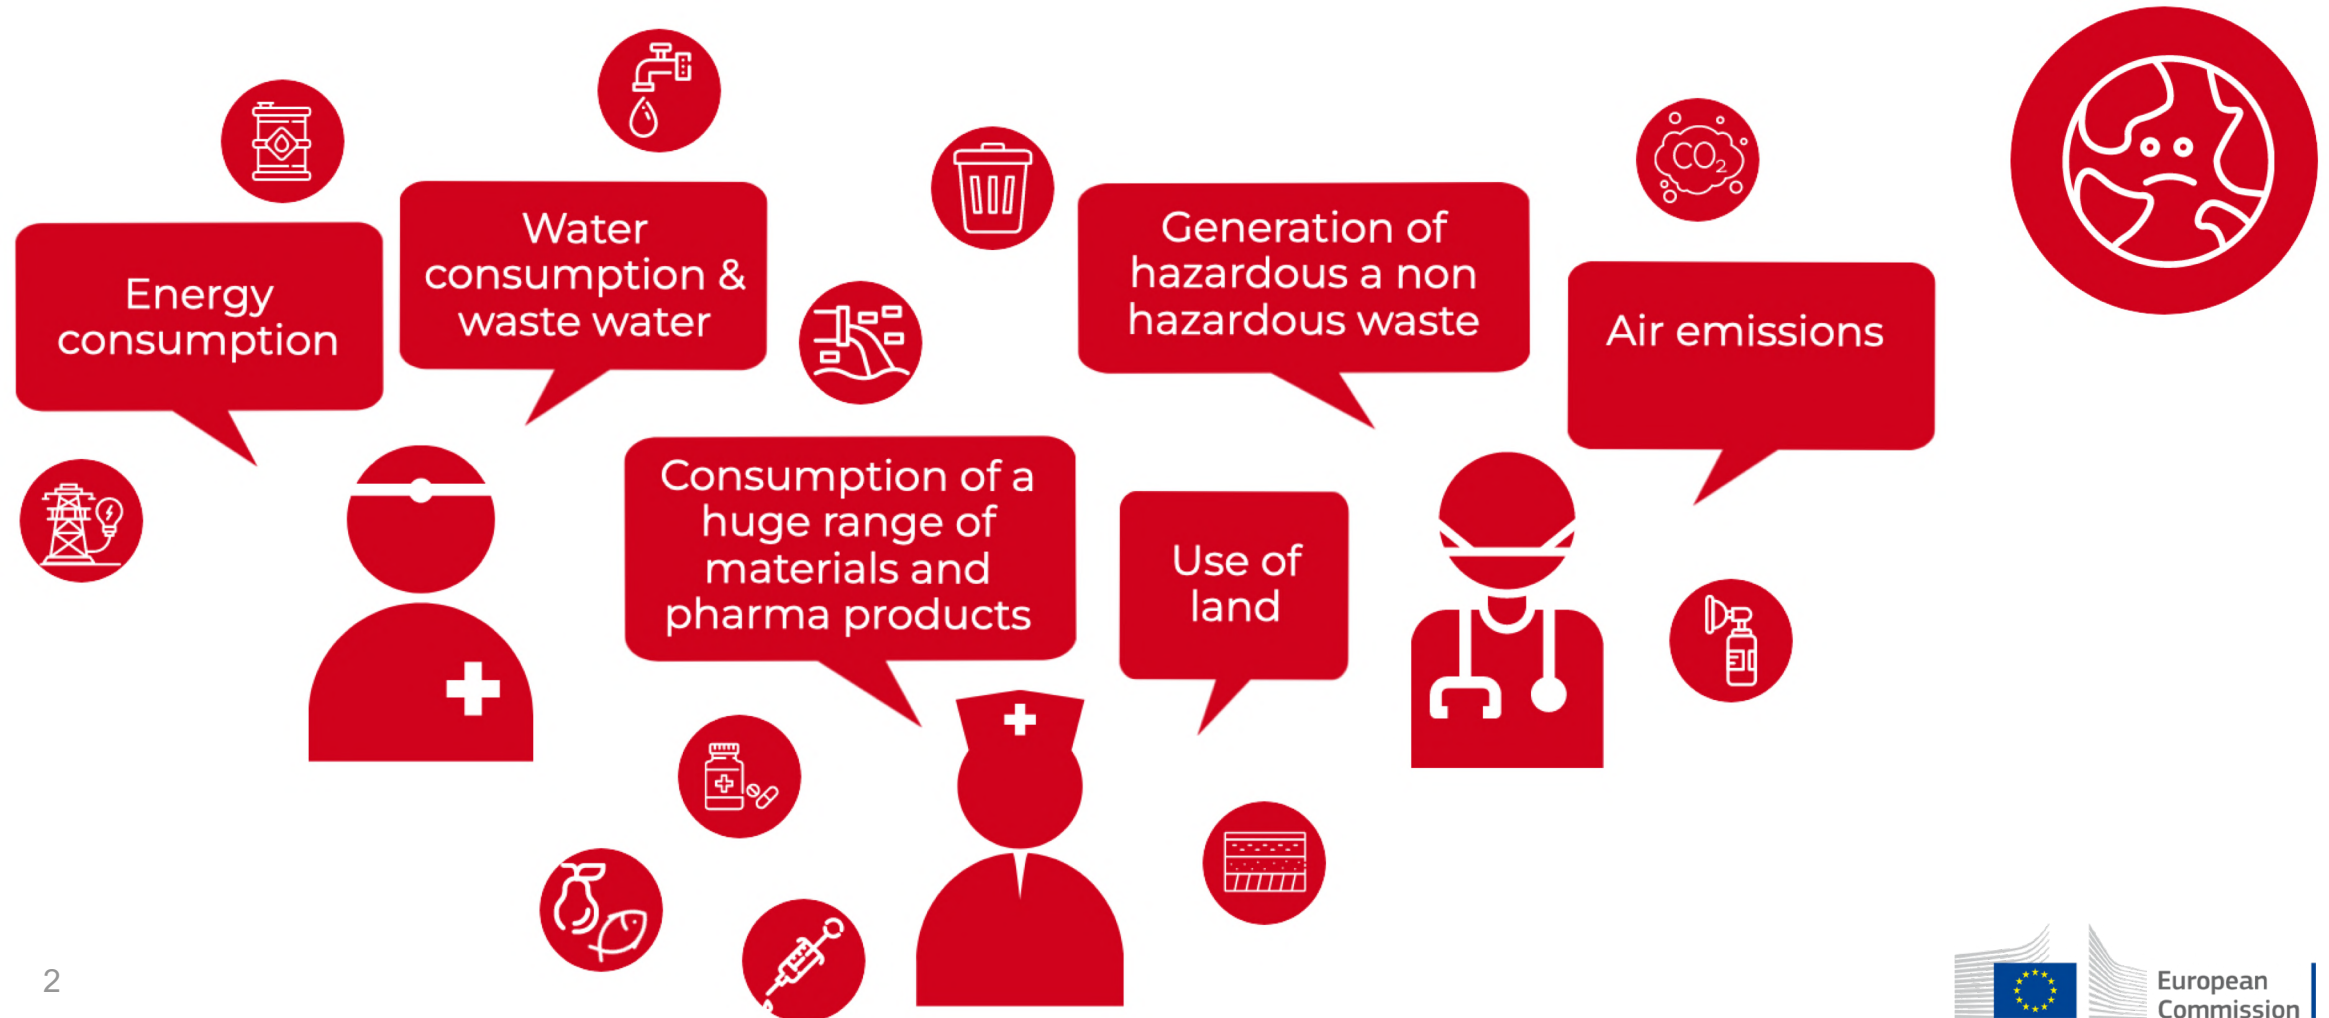 Energy
consumption
Water
consumption &
waste water
Generation of
hazardous a non
hazardous waste
CO₂
Air emissions
Consumption of a
huge range of
materials and
pharma products
Use of
land
2
European
Commission